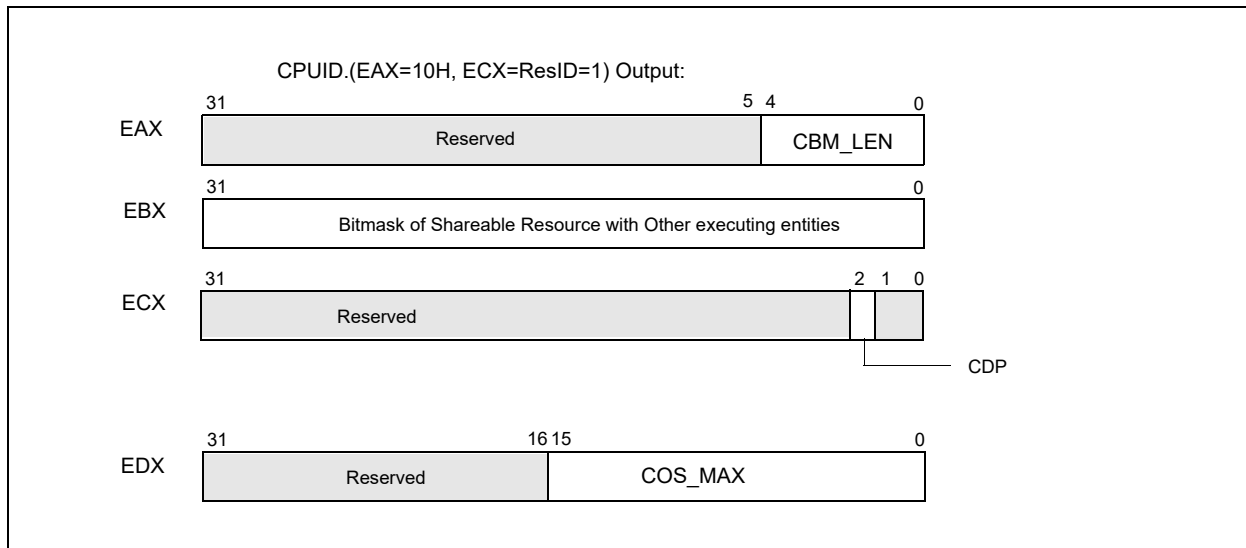 CPUID.(EAX=10H, ECX=ResID=1) Output:
31 5 4 0
EAX Reserved CBM_LEN
31 0
EBX Bitmask of Shareable Resource with Other executing entities
31 2 1 0
ECX Reserved
CDP
31 16 15 0
EDX Reserved COS_MAX